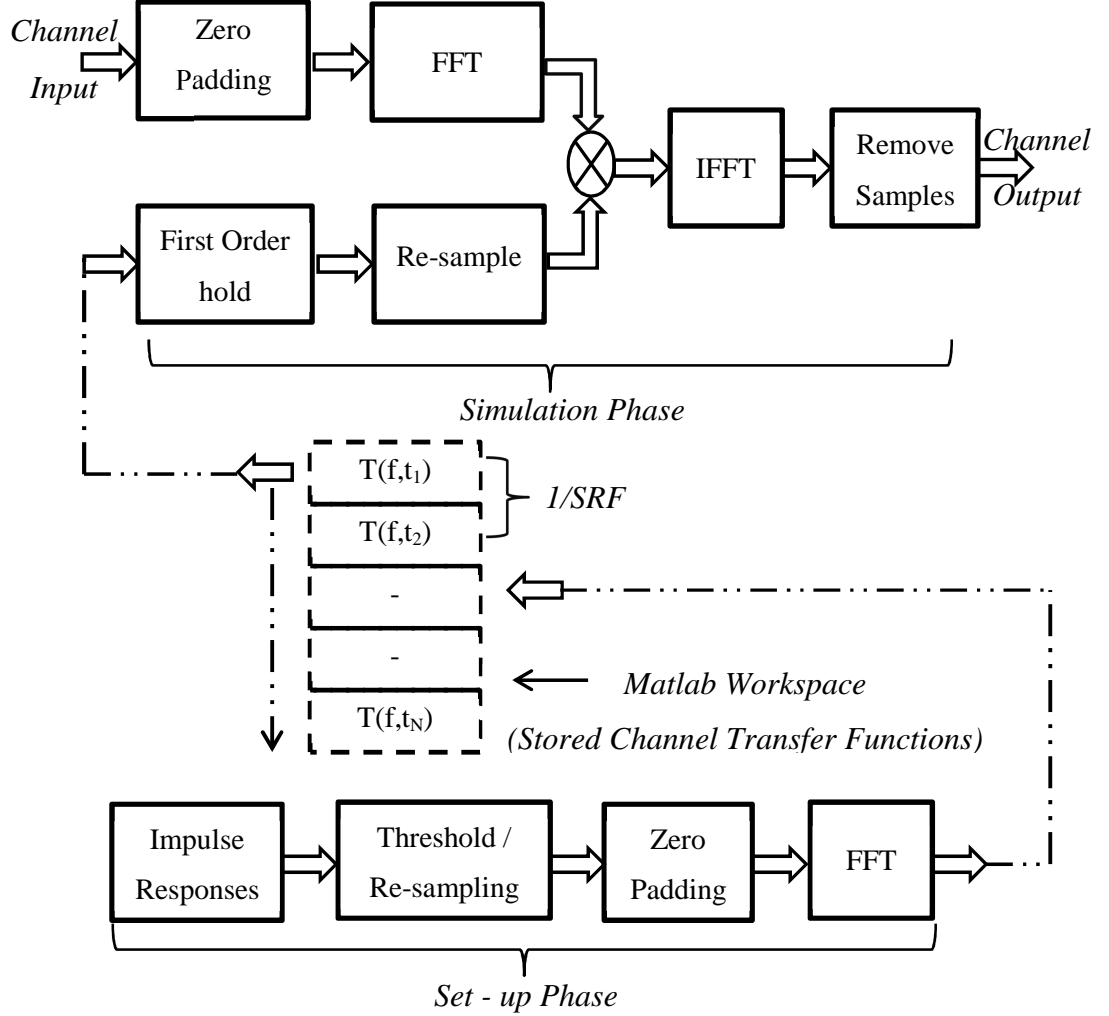 Channel
Input
Zero
Padding
FFT
IFFT
Remove
Samples
Channel
Output
First Order
hold
Re-sample
Simulation Phase
T(f,t₁)
1/SRF
T(f,t₂)
-
-
T(f,t_N)
Matlab Workspace
(Stored Channel Transfer Functions)
Impulse
Responses
Threshold /
Re-sampling
Zero
Padding
FFT
Set - up Phase